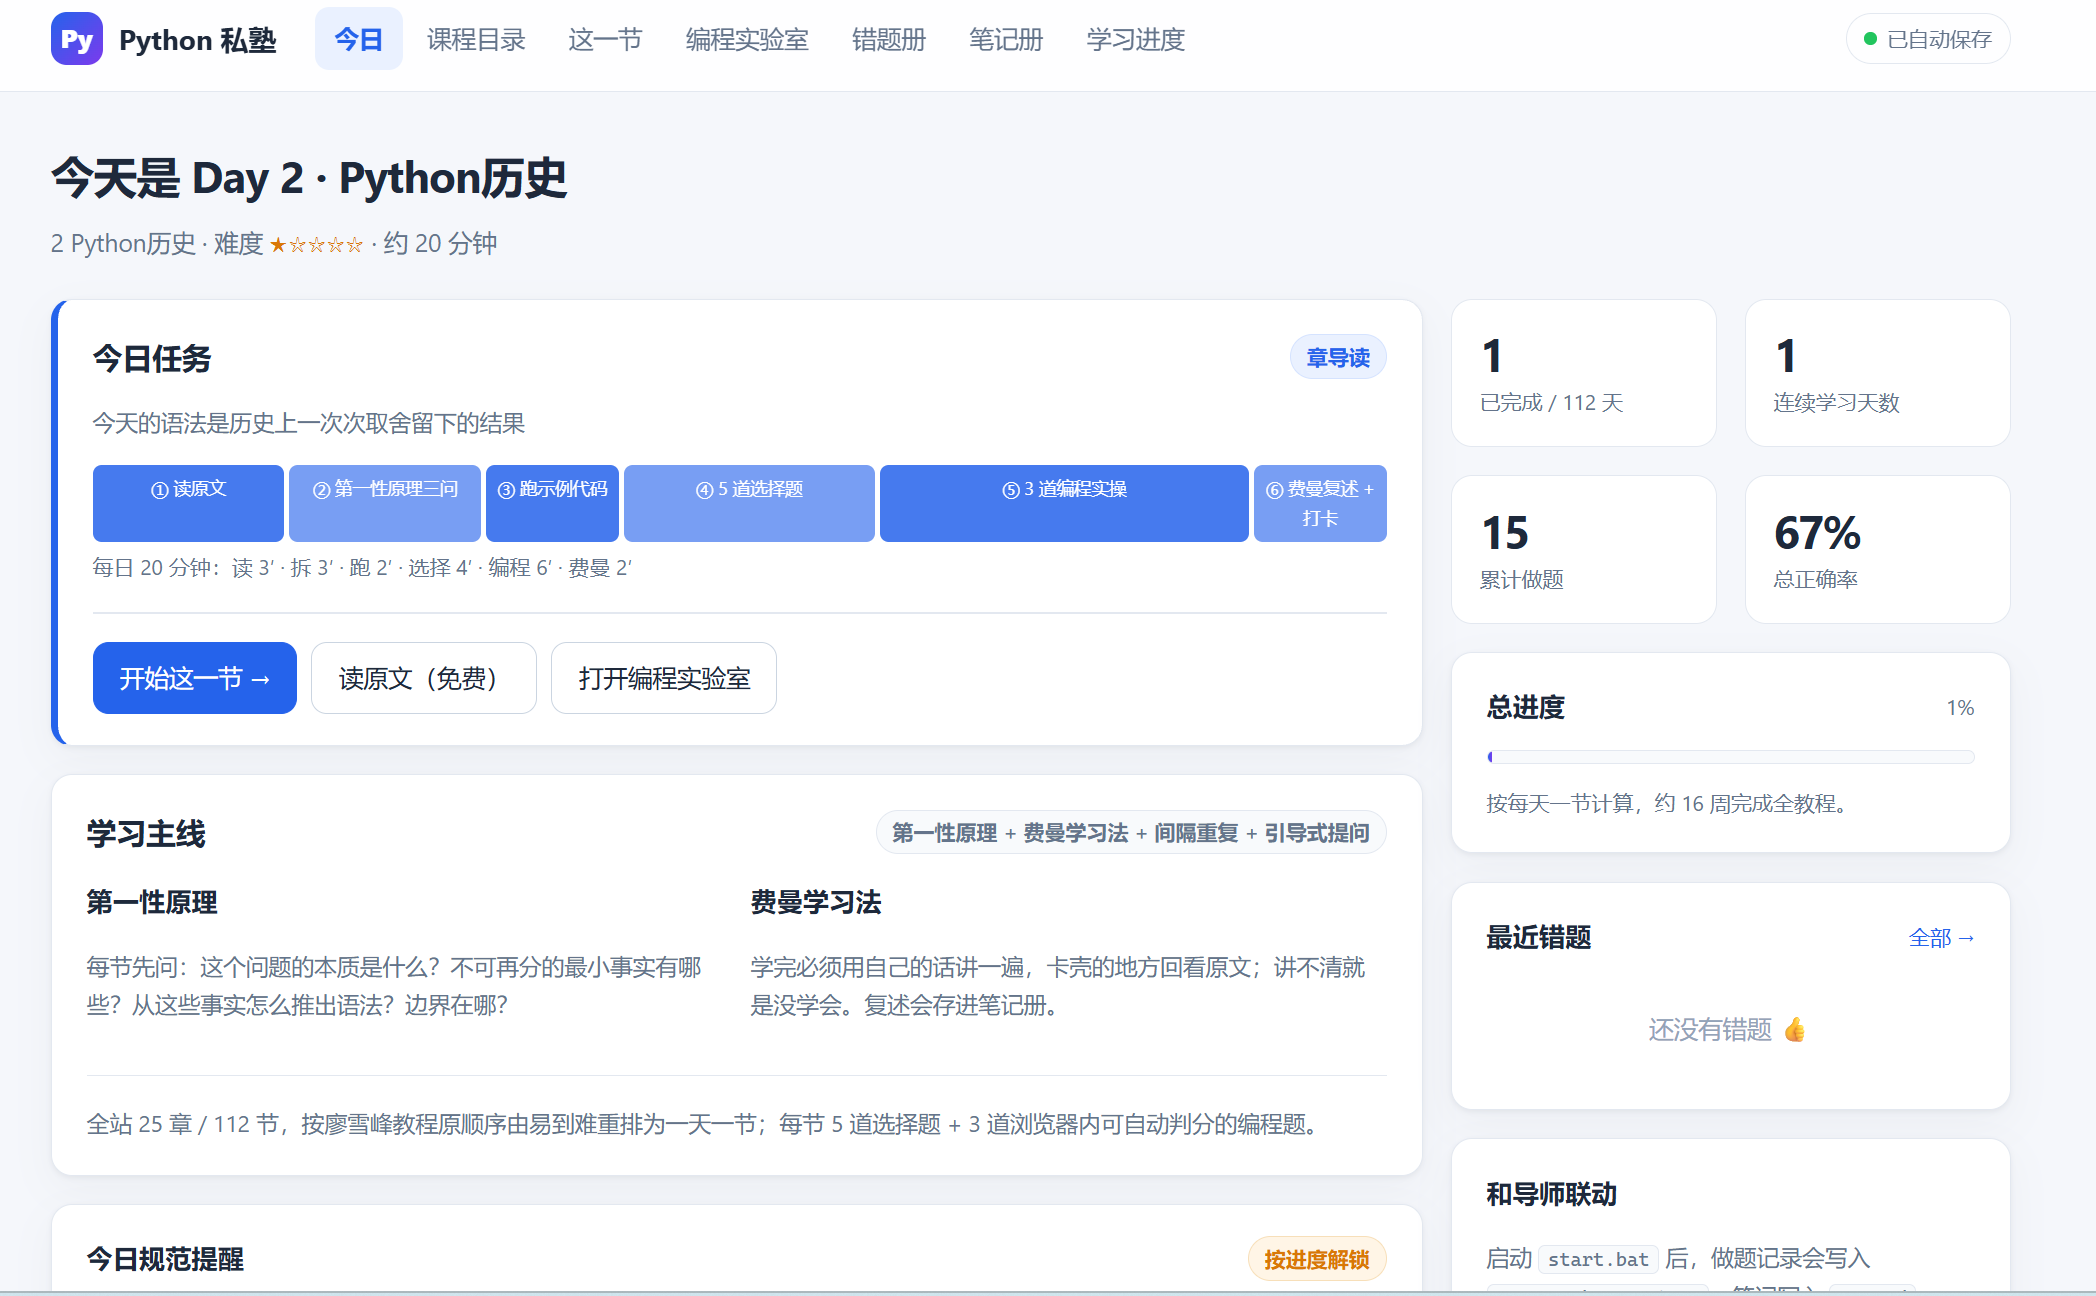 Py Python 私塾 今日 课程目录 这一节 编程实验室 错题册 笔记册 学习进度 已自动保存
今天是 Day 2 · Python历史
2 Python历史 · 难度 ★☆☆☆☆ · 约 20 分钟
今日任务
章导读
今天的语法是历史上一次次取舍留下的结果
① 读原文
② 第一性原理三问
③ 跑示例代码
④ 5 道选择题
⑤ 3 道编程实操
⑥ 费曼复述 +
打卡
每日 20 分钟：读 3′ · 拆 3′ · 跑 2′ · 选择 4′ · 编程 6′ · 费曼 2′
开始这一节 →
读原文（免费）
打开编程实验室
1
已完成 / 112 天
1
连续学习天数
15
累计做题
67%
总正确率
总进度
1%
按每天一节计算，约 16 周完成全教程。
学习主线
第一性原理 + 费曼学习法 + 间隔重复 + 引导式提问
第一性原理
每节先问：这个问题的本质是什么？不可再分的最小事实有哪
些？从这些事实怎么推出语法？边界在哪？
费曼学习法
学完必须用自己的话讲一遍，卡壳的地方回看原文；讲不清就
是没学会。复述会存进笔记册。
全站 25 章 / 112 节，按廖雪峰教程原顺序由易到难重排为一天一节；每节 5 道选择题 + 3 道浏览器内可自动判分的编程题。
最近错题
全部 →
还没有错题 👍
今日规范提醒
按进度解锁
和导师联动
启动 start.bat 后，做题记录会写入